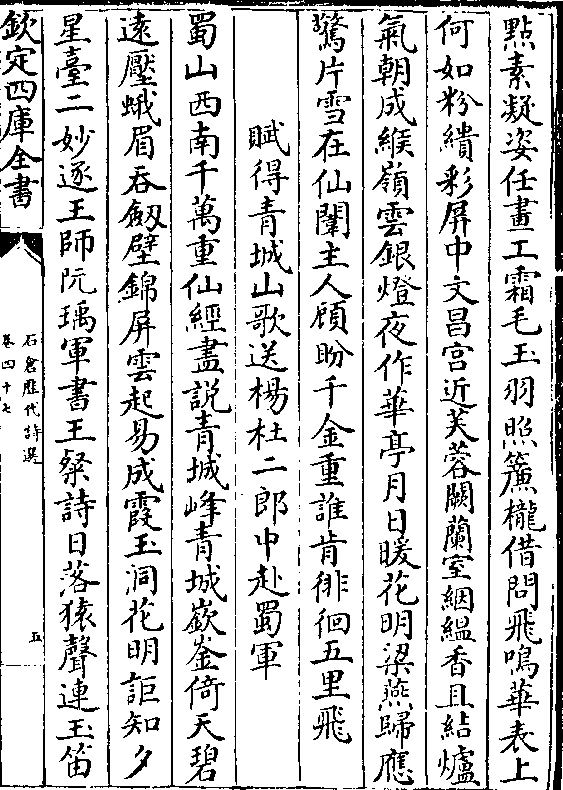 點素凝姿任畫工霜毛玉羽照簾櫳借問飛鳴華表上
何如粉繢彩屏中文昌宮近芙蓉闕蘭室絪縕香且結爐
氣朝成緱嶺雲銀燈夜作華亭月日暖花明梁燕歸應
驚片雪在仙闈主人顧盼千金重誰肯徘徊五里飛
賦得青城山歌送楊杜二郎中赴蜀軍
蜀山西南千萬重仙經盡説青城峰青城嶔崟倚天碧
遠壓蛾眉吞劔壁錦屏雲起易成霞玉洞花明詎知夕
星臺二妙逐王師阮瑀軍書王粲詩日落猿聲連玉笛
欽定四庫全書
石倉歷代詩選
卷四十七
五